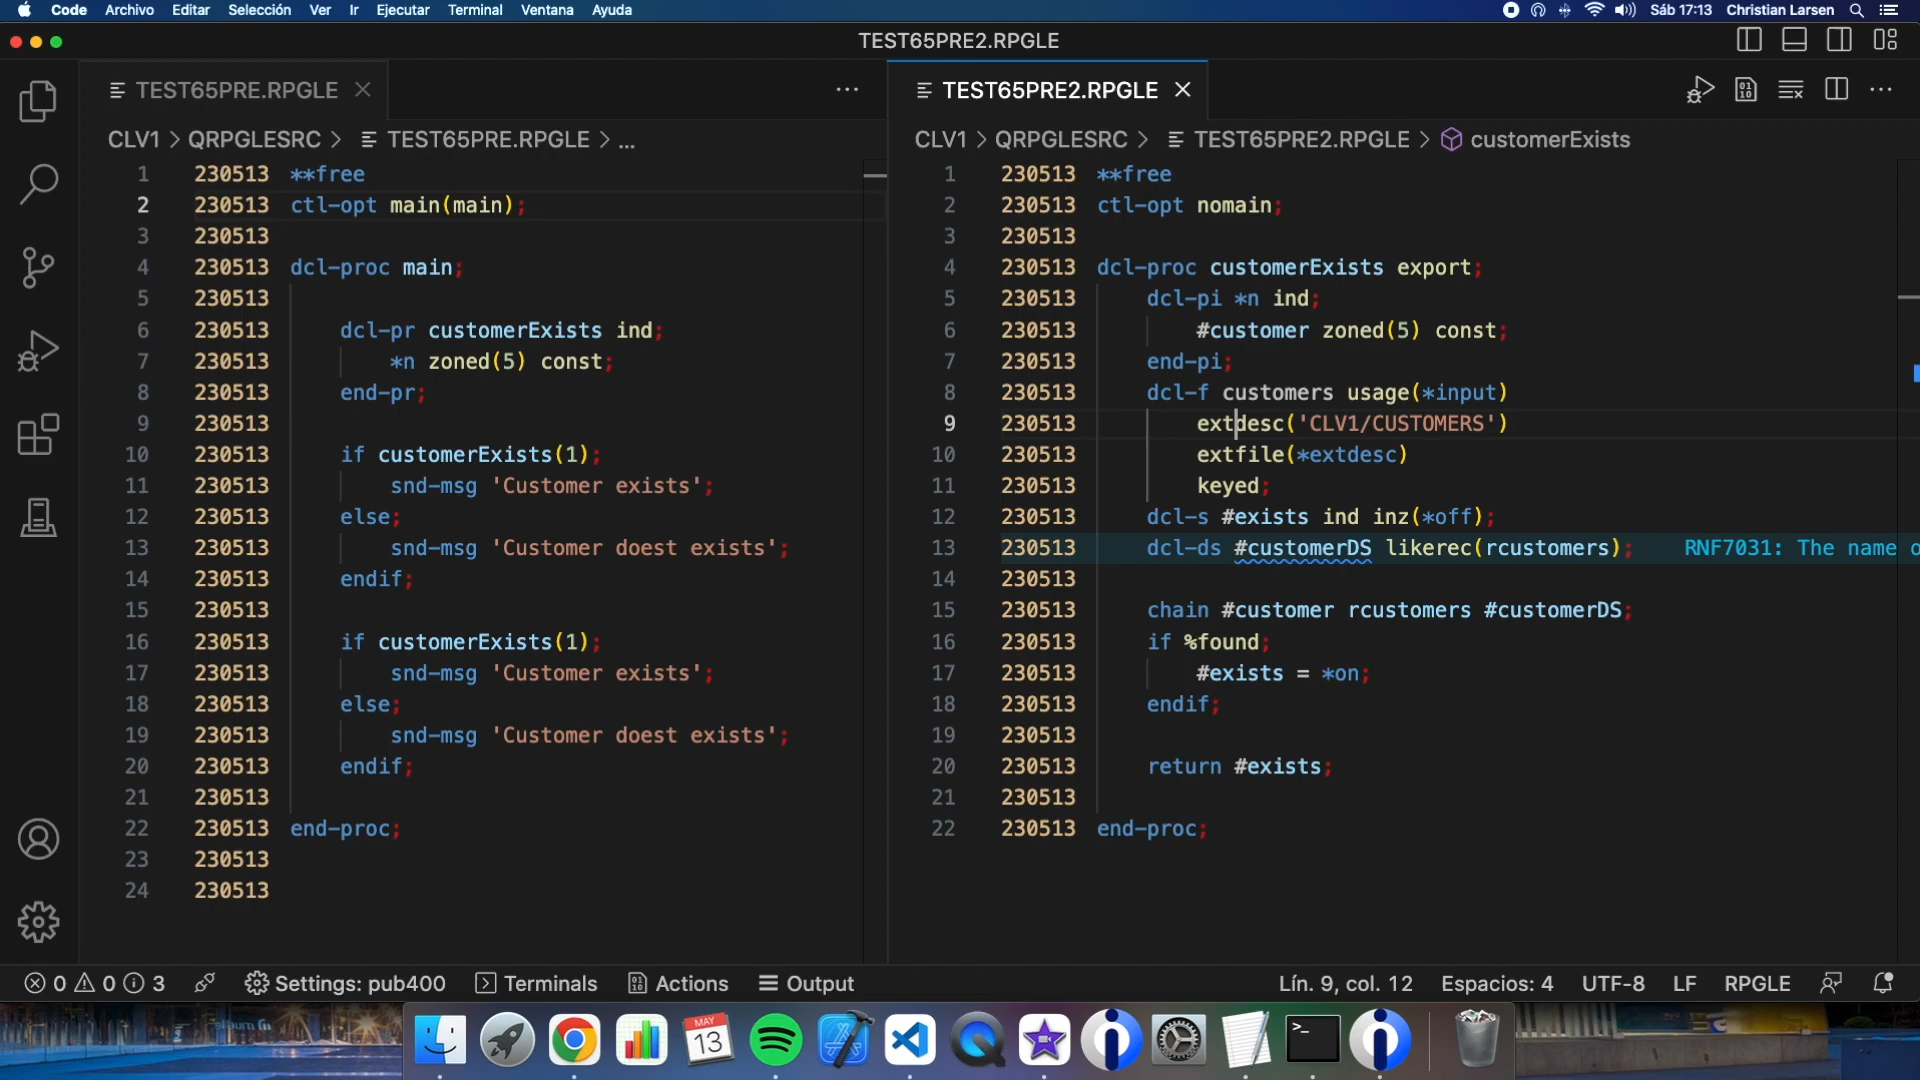 Code Archivo Editar Selección Ver Ir Ejecutar Terminal Ventana Ayuda Sáb 17:13 Christian Larsen
TEST65PRE2.RPGLE
TEST65PRE.RPGLE
CLV1 > QRPGLESRC > TEST65PRE.RPGLE > ...
1 230513 **free
2 230513 ctl-opt main(main);
3 230513
4 230513 dcl-proc main;
5 230513
6 230513 dcl-pr customerExists ind;
7 230513 *n zoned(5) const;
8 230513 end-pr;
9 230513
10 230513 if customerExists(1);
11 230513 snd-msg 'Customer exists';
12 230513 else;
13 230513 snd-msg 'Customer doest exists';
14 230513 endif;
15 230513
16 230513 if customerExists(1);
17 230513 snd-msg 'Customer exists';
18 230513 else;
19 230513 snd-msg 'Customer doest exists';
20 230513 endif;
21 230513
22 230513 end-proc;
23 230513
24 230513
TEST65PRE2.RPGLE
CLV1 > QRPGLESRC > TEST65PRE2.RPGLE > customerExists
1 230513 **free
2 230513 ctl-opt nomain;
3 230513
4 230513 dcl-proc customerExists export;
5 230513 dcl-pi *n ind;
6 230513 #customer zoned(5) const;
7 230513 end-pi;
8 230513 dcl-f customers usage(*input)
9 230513 extdesc('CLV1/CUSTOMERS')
10 230513 extfile(*extdesc)
11 230513 keyed;
12 230513 dcl-s #exists ind inz(*off);
13 230513 dcl-ds #customerDS likerec(rcustomers); RNF7031: The name o
14 230513
15 230513 chain #customer rcustomers #customerDS;
16 230513 if %found;
17 230513 #exists = *on;
18 230513 endif;
19 230513
20 230513 return #exists;
21 230513
22 230513 end-proc;
0 0 3 Settings: pub400 Terminals Actions Output Lín. 9, col. 12 Espacios: 4 UTF-8 LF RPGLE
MAY
13